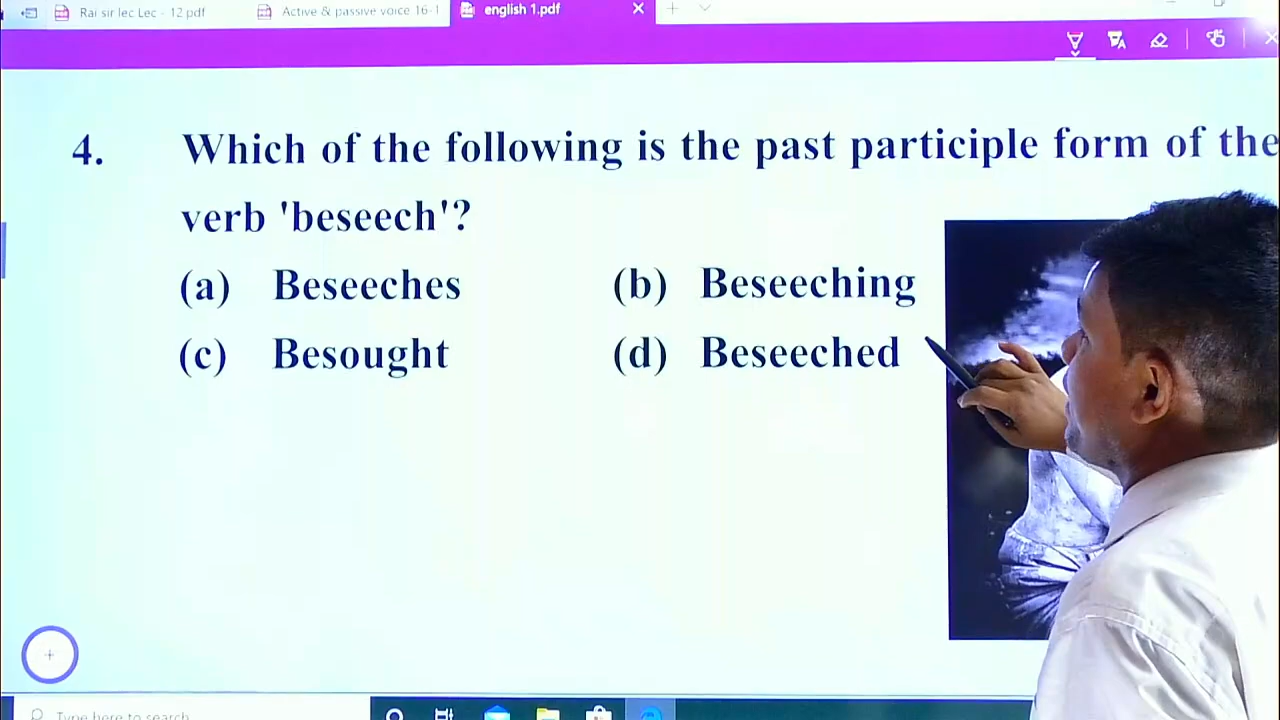 Rai sir lec Lec - 12 pdf
Active & passive voice 16-1
english 1.pdf
4. Which of the following is the past participle form of the
verb 'beseech'?
(a) Beseeches (b) Beseeching
(c) Besought (d) Beseeched
Type here to search